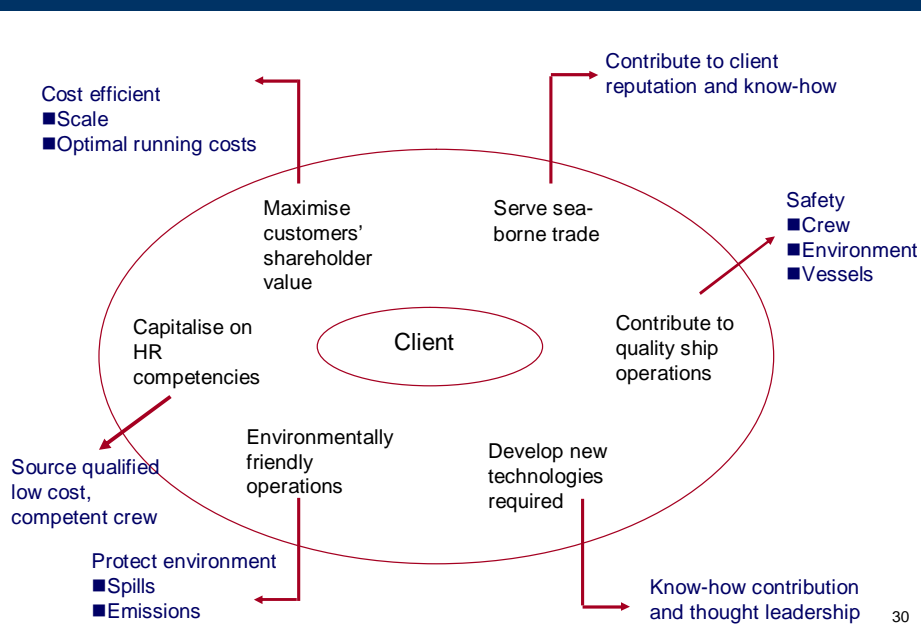 Contribute to client
reputation and know-how
Cost efficient
■Scale
■Optimal running costs
Maximise
customers’
shareholder
value
Serve sea-
borne trade
Safety
■Crew
■Environment
■Vessels
Capitalise on
HR
competencies
Client
Contribute to
quality ship
operations
Environmentally
friendly
operations
Develop new
technologies
required
Source qualified
low cost,
competent crew
Protect environment
■Spills
■Emissions
Know-how contribution
and thought leadership
30